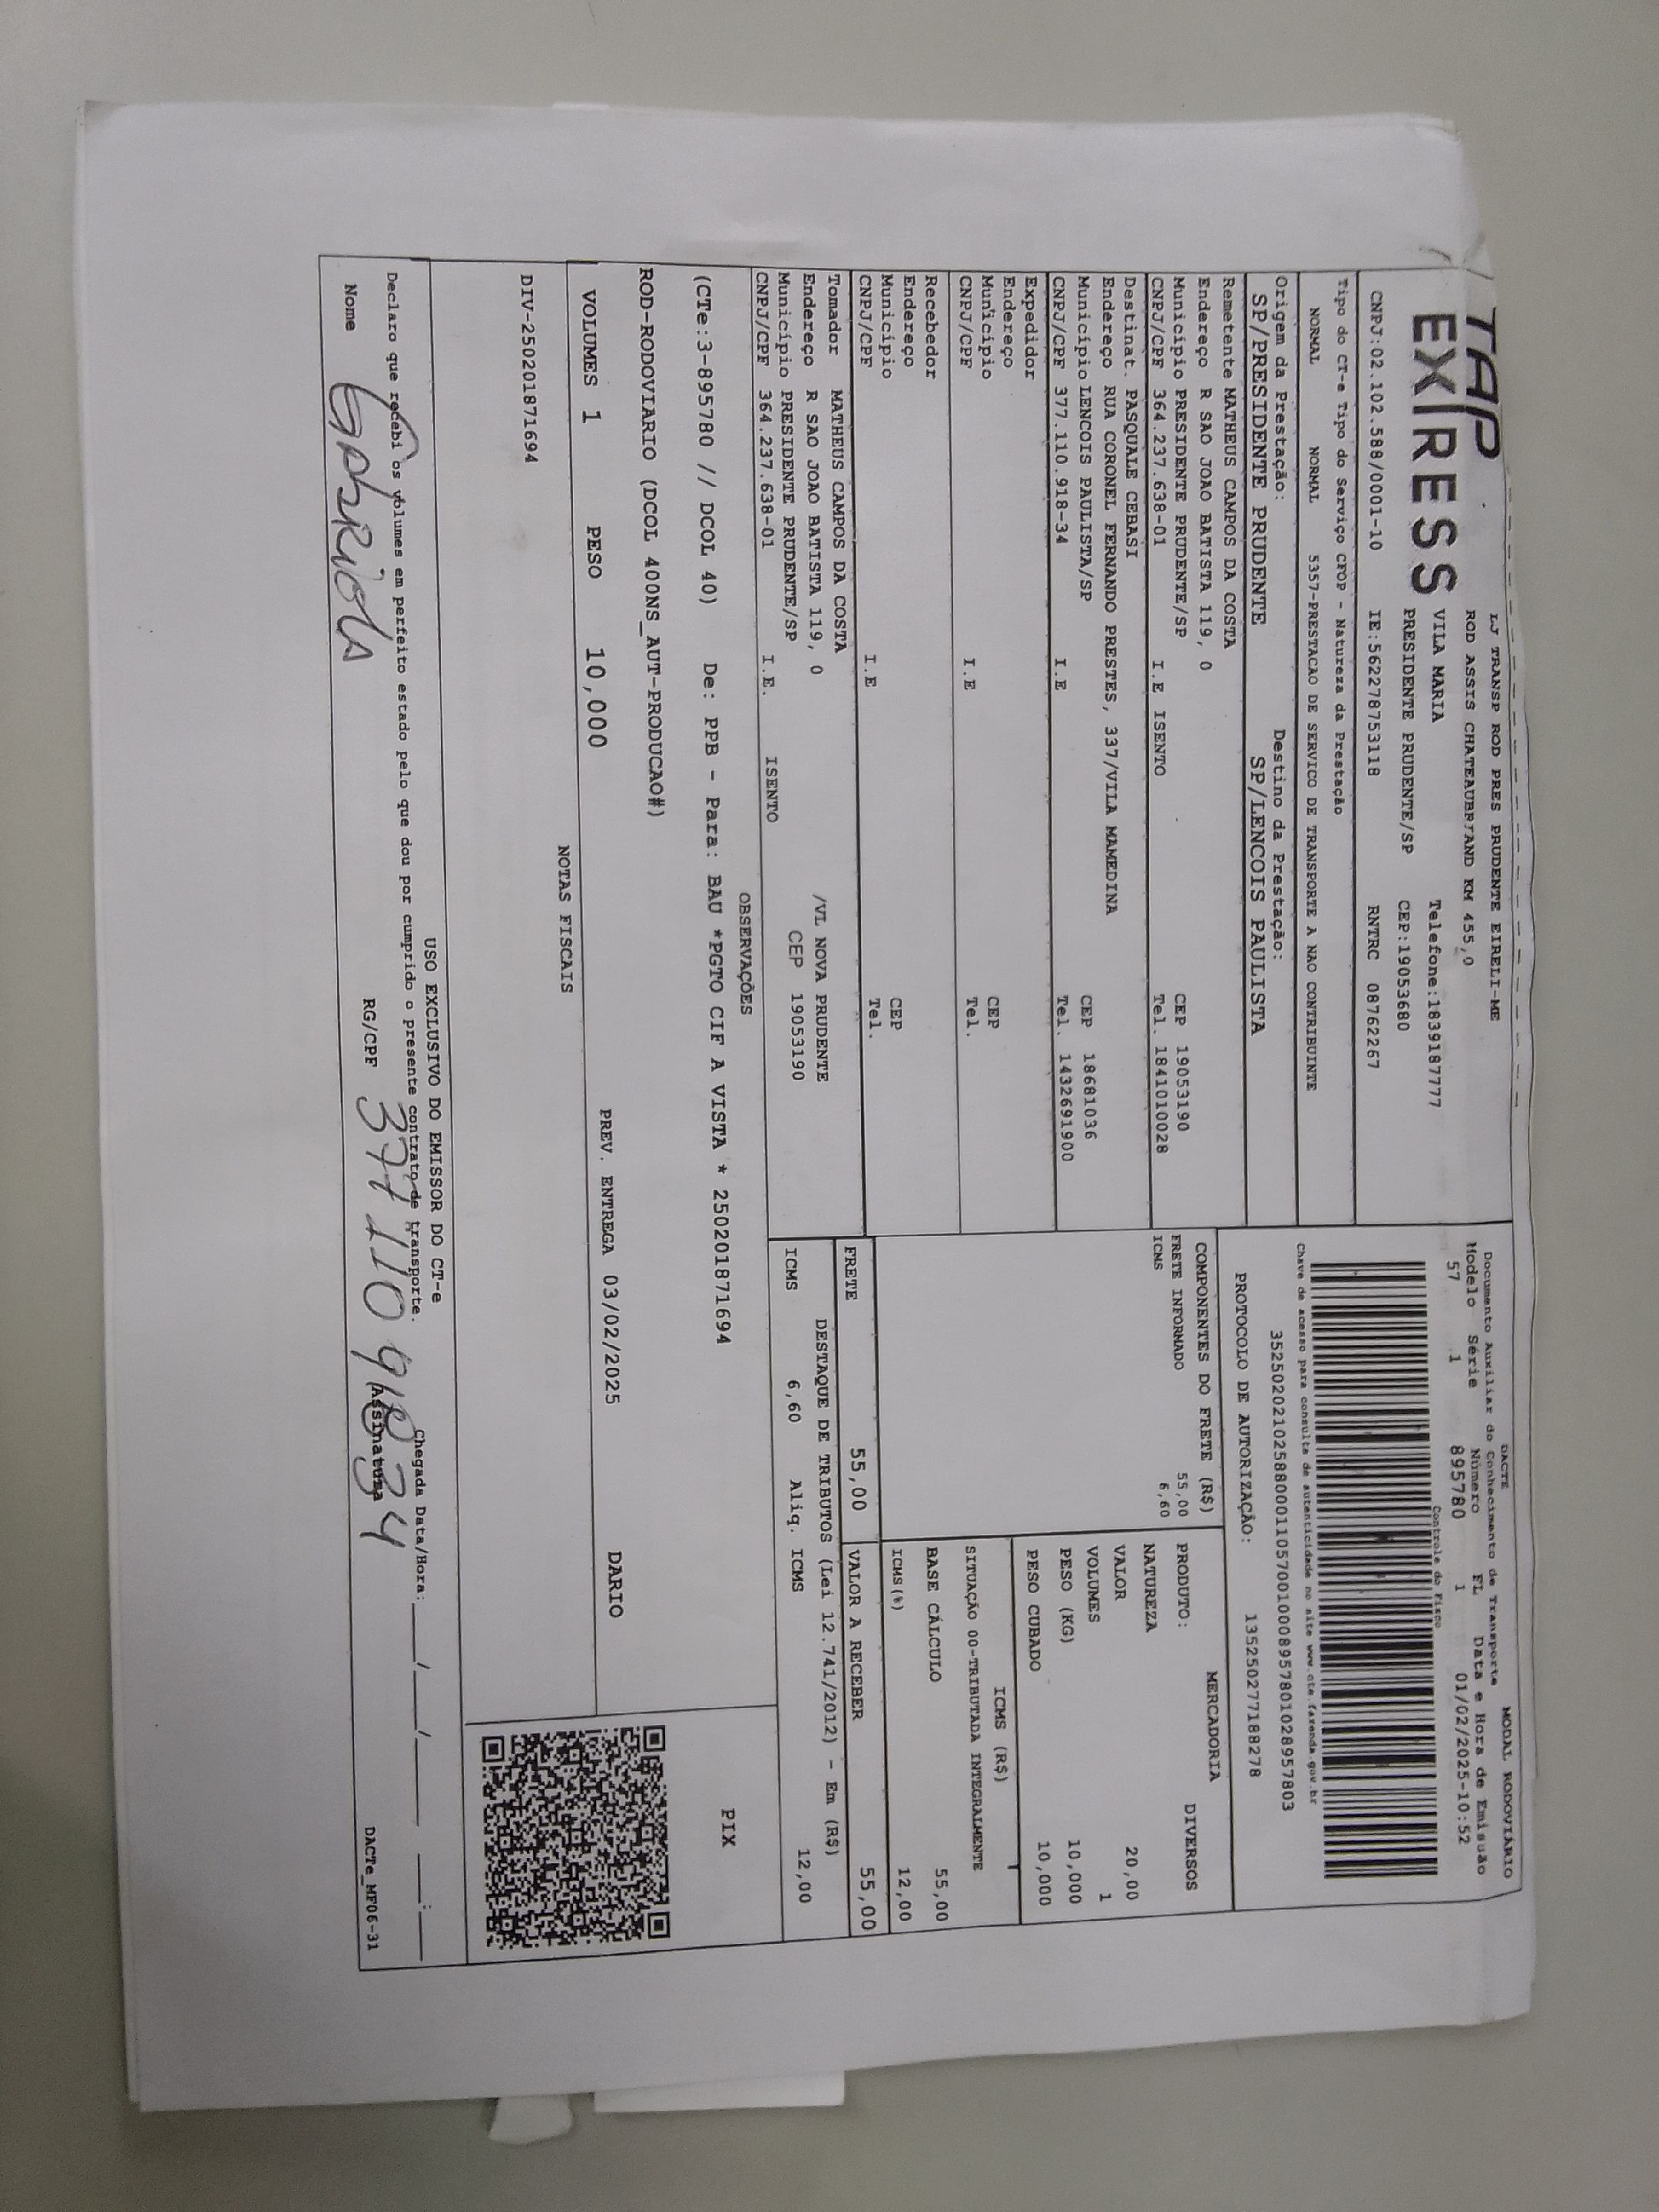 TAP
EXPRESS
LJ TRANSP ROD PRES PRUDENTE EIRELI-ME
ROD ASSIS CHATEAUBRIAND KM 455,0
VILA MARIA Telefone:1839187777
PRESIDENTE PRUDENTE/SP CEP:19053680
CNPJ:02.102.588/0001-10 IE:562278753118 RNTRC 08762267
DACTE MODAL RODOVIÁRIO
Documento Auxiliar do Conhecimento de Transporte
Modelo Série Número FL Data e Hora de Emissão
57 1 895780 1 01/02/2025-10:52
Controle do Fisco
Chave de acesso para consulta de autenticidade no site www.cte.fazenda.gov.br
35250202102588000110570010008957801028957803
PROTOCOLO DE AUTORIZAÇÃO: 135250277188278
Tipo do CT-e Tipo do Serviço CFOP - Natureza da Prestação
NORMAL NORMAL 5357-PRESTACAO DE SERVICO DE TRANSPORTE A NAO CONTRIBUINTE
Origem da Prestação: Destino da Prestação:
SP/PRESIDENTE PRUDENTE SP/LENCOIS PAULISTA
Remetente MATHEUS CAMPOS DA COSTA
Endereço R SAO JOAO BATISTA 119, 0
Município PRESIDENTE PRUDENTE/SP CEP 19053190
CNPJ/CPF 364.237.638-01 I.E ISENTO Tel. 1841010028
Destinat. PASQUALE CEBASI
Endereço RUA CORONEL FERNANDO PRESTES, 337/VILA MAMEDINA
Município LENCOIS PAULISTA/SP CEP 18681036
CNPJ/CPF 377.110.918-34 I.E Tel. 1432691900
Expedidor
Endereço
Município CEP
CNPJ/CPF I.E Tel.
Recebedor
Endereço
Município CEP
CNPJ/CPF I.E Tel.
Tomador MATHEUS CAMPOS DA COSTA
Endereço R SAO JOAO BATISTA 119, 0 /VL NOVA PRUDENTE
Município PRESIDENTE PRUDENTE/SP CEP 19053190
CNPJ/CPF 364.237.638-01 I.E. ISENTO
COMPONENTES DO FRETE (R$)
FRETE INFORMADO 55,00
ICMS 6,60
MERCADORIA
PRODUTO: DIVERSOS
NATUREZA
VALOR 20,00
VOLUMES 1
PESO (KG) 10,000
PESO CUBADO 10,000
ICMS (R$)
SITUAÇÃO 00-TRIBUTADA INTEGRALMENTE
BASE CÁLCULO 55,00
ICMS(%) 12,00
FRETE 55,00 VALOR A RECEBER 55,00
DESTAQUE DE TRIBUTOS (Lei 12.741/2012) - Em (R$)
ICMS 6,60 Aliq. ICMS 12,00
OBSERVAÇÕES
(CTe:3-895780 // DCOL 40) De: PPB - Para: BAU *PGTO CIF A VISTA * 25020187 1694
ROD-RODOVIARIO (DCOL 400NS_AUT-PRODUCAO#)
PIX
VOLUMES 1 PESO 10,000 PREV. ENTREGA 03/02/2025 DARIO
NOTAS FISCAIS
DIV-250201871694
USO EXCLUSIVO DO EMISSOR DO CT-e
Declaro que recebi os volumes em perfeito estado pelo que dou por cumprido o presente contrato de transporte. Chegada Data/Hora:___/___/___ __:__
Nome Gabriela RG/CPF 377 110 918 34 Assinatura
DACTe_MF06-31